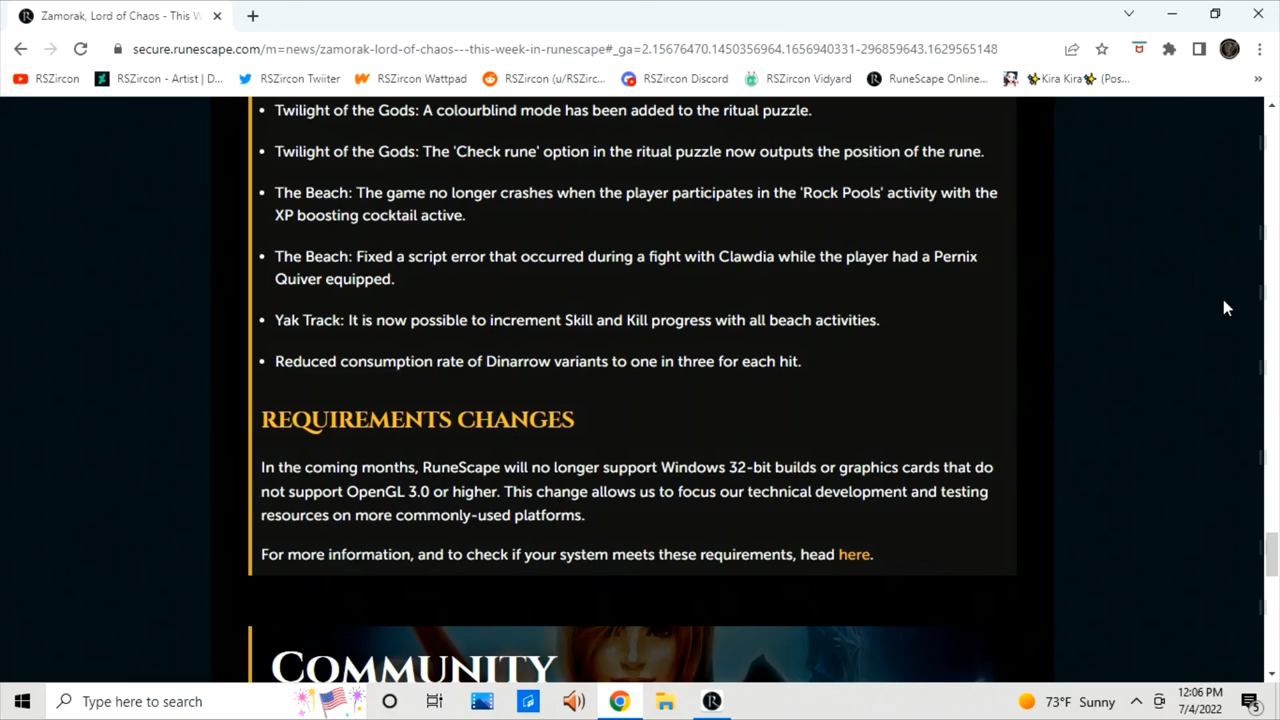 Zamorak, Lord of Chaos - This W
secure.runescape.com/m=news/zamorak-lord-of-chaos---this-week-in-runescape#_ga=2.15676470.1450356964.1656940331-296859643.1629565148
RSZircon RSZircon - Artist | D... RSZircon Twiiter RSZircon Wattpad RSZircon (u/RSZirc... RSZircon Discord RSZircon Vidyard RuneScape Online... Kira Kira (Pos... »
• Twilight of the Gods: A colourblind mode has been added to the ritual puzzle.
• Twilight of the Gods: The 'Check rune' option in the ritual puzzle now outputs the position of the rune.
• The Beach: The game no longer crashes when the player participates in the 'Rock Pools' activity with the
XP boosting cocktail active.
• The Beach: Fixed a script error that occurred during a fight with Clawdia while the player had a Pernix
Quiver equipped.
• Yak Track: It is now possible to increment Skill and Kill progress with all beach activities.
• Reduced consumption rate of Dinarrow variants to one in three for each hit.
REQUIREMENTS CHANGES
In the coming months, RuneScape will no longer support Windows 32-bit builds or graphics cards that do
not support OpenGL 3.0 or higher. This change allows us to focus our technical development and testing
resources on more commonly-used platforms.
For more information, and to check if your system meets these requirements, head here.
COMMUNITY
Type here to search
73°F Sunny
12:06 PM
7/4/2022
5